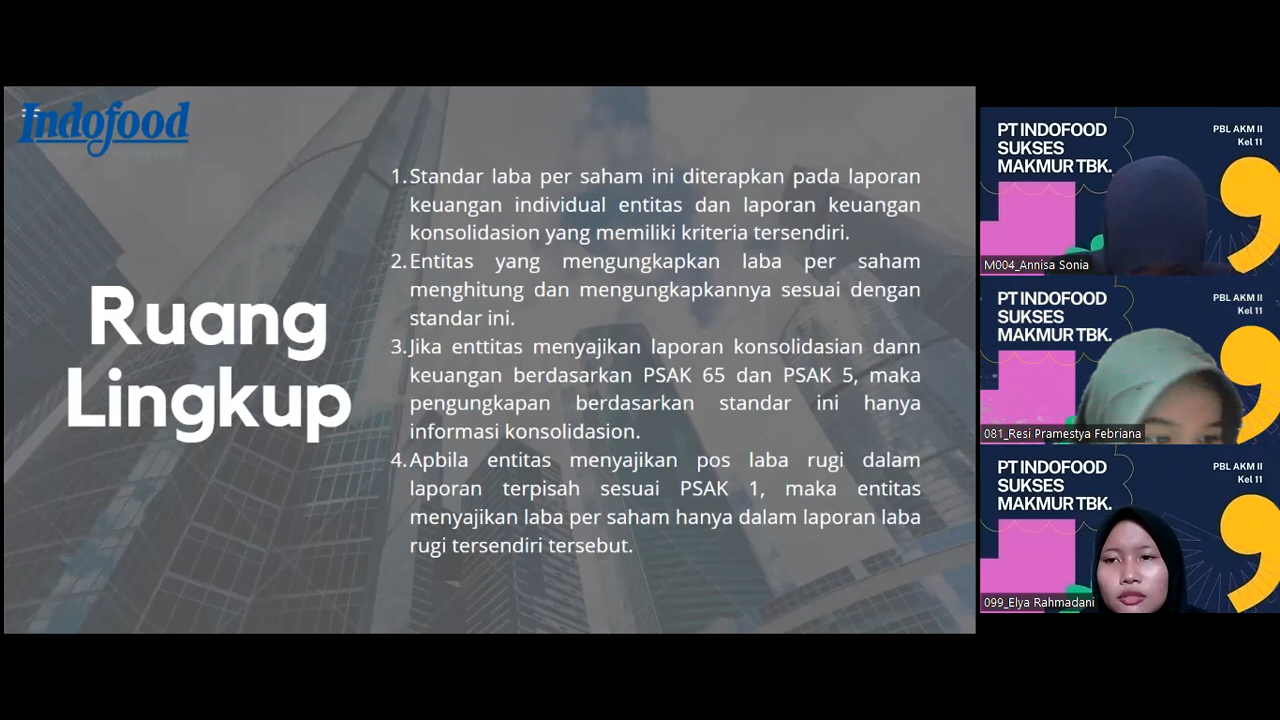 Indofood
Ruang
Lingkup
1. Standar laba per saham ini diterapkan pada laporan
keuangan individual entitas dan laporan keuangan
konsolidasion yang memiliki kriteria tersendiri.
2. Entitas yang mengungkapkan laba per saham
menghitung dan mengungkapkannya sesuai dengan
standar ini.
3. Jika enttitas menyajikan laporan konsolidasian dann
keuangan berdasarkan PSAK 65 dan PSAK 5, maka
pengungkapan berdasarkan standar ini hanya
informasi konsolidasion.
4. Apbila entitas menyajikan pos laba rugi dalam
laporan terpisah sesuai PSAK 1, maka entitas
menyajikan laba per saham hanya dalam laporan laba
rugi tersendiri tersebut.
PT INDOFOOD
SUKSES
MAKMUR TBK.
PBL AKM II
Kel 11
M004_Annisa Sonia
PT INDOFOOD
SUKSES
MAKMUR TBK.
PBL AKM II
Kel 11
081_Resi Pramestya Febriana
PT INDOFOOD
SUKSES
MAKMUR TBK.
PBL AKM II
Kel 11
099_Elya Rahmadani